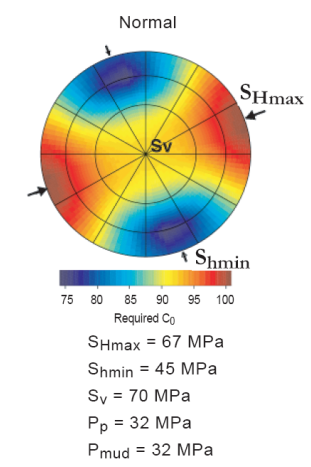 Normal
SHmax
Sv
Shmin
75 80 85 90 95 100
Required C0
SHmax = 67 MPa
Shmin = 45 MPa
Sv = 70 MPa
Pp = 32 MPa
Pmud = 32 MPa